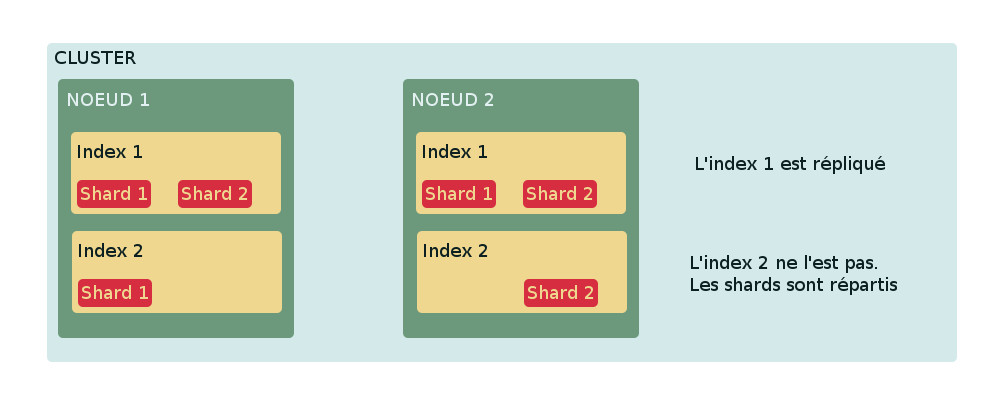 CLUSTER
NOEUD 1
Index 1
Shard 1 Shard 2
Index 2
Shard 1
NOEUD 2
Index 1
Shard 1 Shard 2
Index 2
Shard 2
L'index 1 est répliqué
L'index 2 ne l'est pas.
Les shards sont répartis